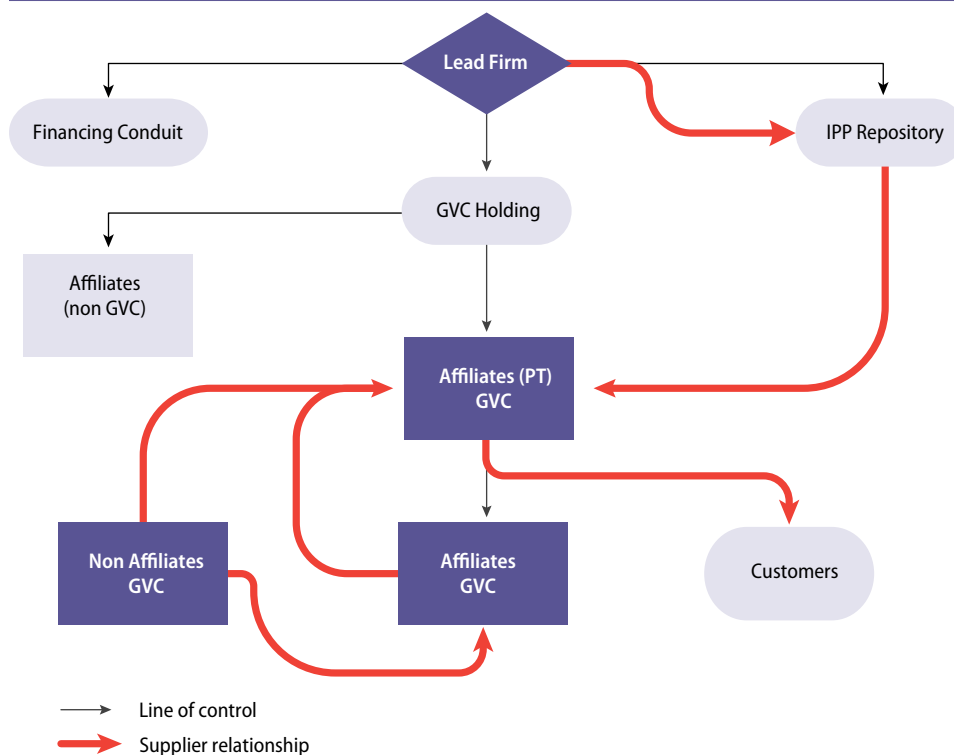 Lead Firm
Financing Conduit
IPP Repository
GVC Holding
Affiliates
(non GVC)
Affiliates (PT)
GVC
Non Affiliates
GVC
Affiliates
GVC
Customers
Line of control
Supplier relationship